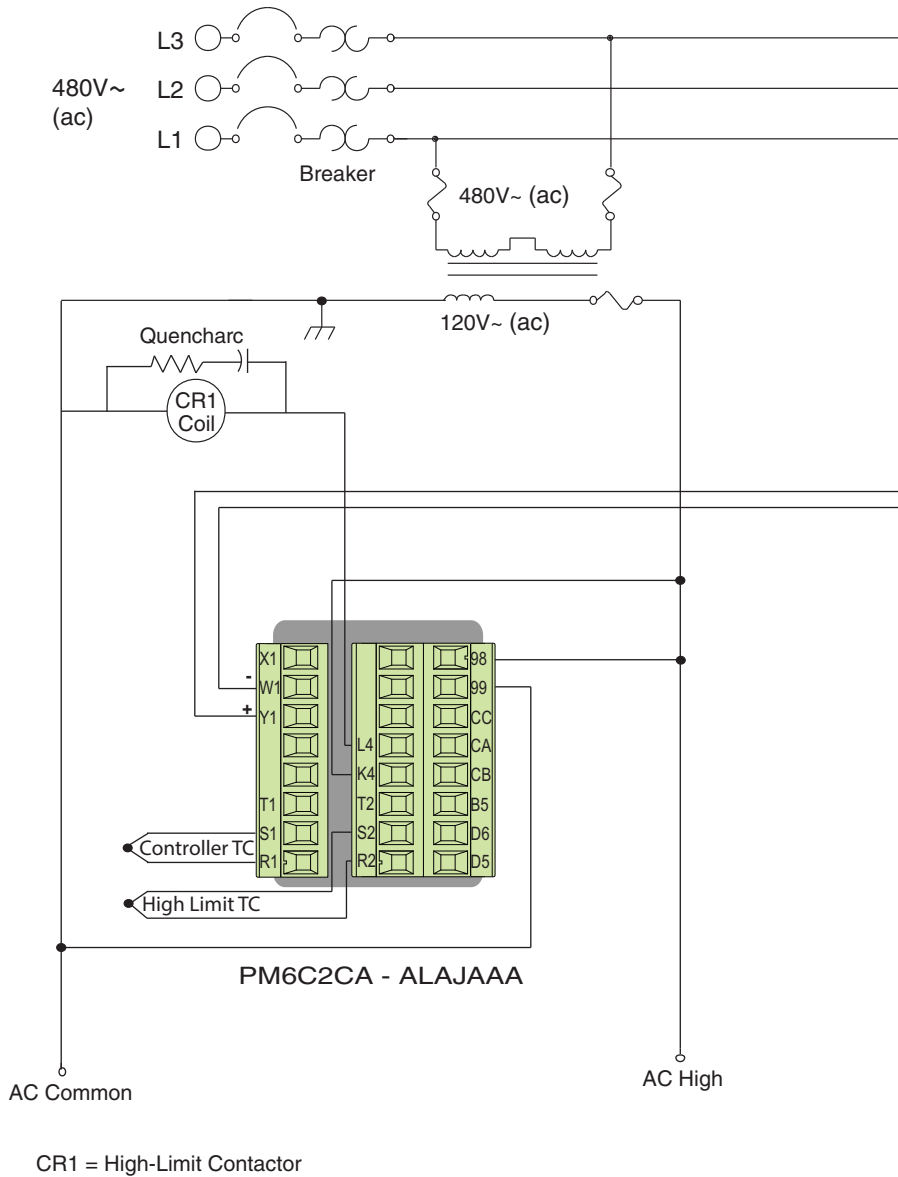 L3
480V~ L2
(ac)
L1
Breaker
480V~ (ac)
120V~ (ac)
Quencharc
CR1
Coil
X1 98
- W1 99
+ Y1 CC
L4 CA
K4 CB
T1 T2 B5
S1 S2 D6
R1 R2 D5
Controller TC
High Limit TC
PM6C2CA - ALAJAAA
AC Common
AC High
CR1 = High-Limit Contactor